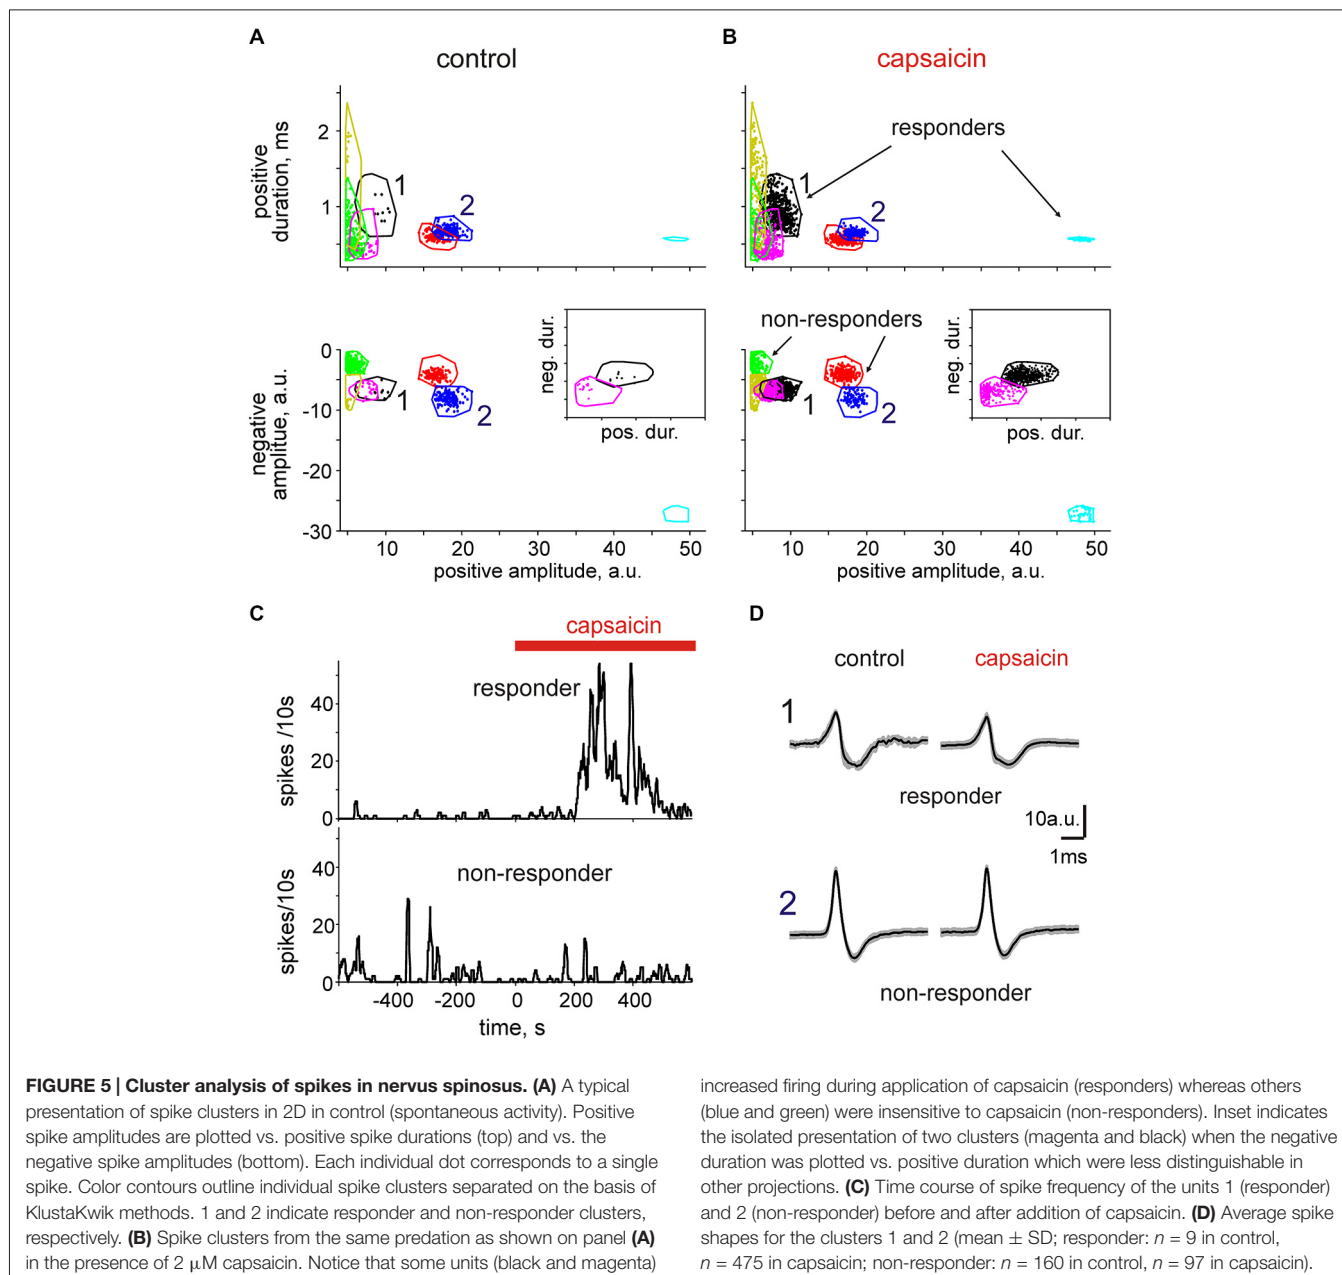 A
control
B
capsaicin
positive
duration, ms
2
1
1
2
responders
1
2
negative
amplitue, a.u.
0
-10
-20
-30
1
2
neg. dur.
pos. dur.
10
20
30
40
50
positive amplitude, a.u.
non-responders
1
2
neg. dur.
pos. dur.
10
20
30
40
50
positive amplitude, a.u.
C
capsaicin
spikes /10s
40
20
0
responder
spikes/10s
40
20
0
non-responder
-400
-200
0
200
400
time, s
D
control
capsaicin
1
responder
10a.u.
1ms
2
non-responder
FIGURE 5 | Cluster analysis of spikes in nervus spinosus. (A) A typical
presentation of spike clusters in 2D in control (spontaneous activity). Positive
spike amplitudes are plotted vs. positive spike durations (top) and vs. the
negative spike amplitudes (bottom). Each individual dot corresponds to a single
spike. Color contours outline individual spike clusters separated on the basis of
KlustaKwik methods. 1 and 2 indicate responder and non-responder clusters,
respectively. (B) Spike clusters from the same predation as shown on panel (A)
in the presence of 2 μM capsaicin. Notice that some units (black and magenta)
increased firing during application of capsaicin (responders) whereas others
(blue and green) were insensitive to capsaicin (non-responders). Inset indicates
the isolated presentation of two clusters (magenta and black) when the negative
duration was plotted vs. positive duration which were less distinguishable in
other projections. (C) Time course of spike frequency of the units 1 (responder)
and 2 (non-responder) before and after addition of capsaicin. (D) Average spike
shapes for the clusters 1 and 2 (mean ± SD; responder: n = 9 in control,
n = 475 in capsaicin; non-responder: n = 160 in control, n = 97 in capsaicin).